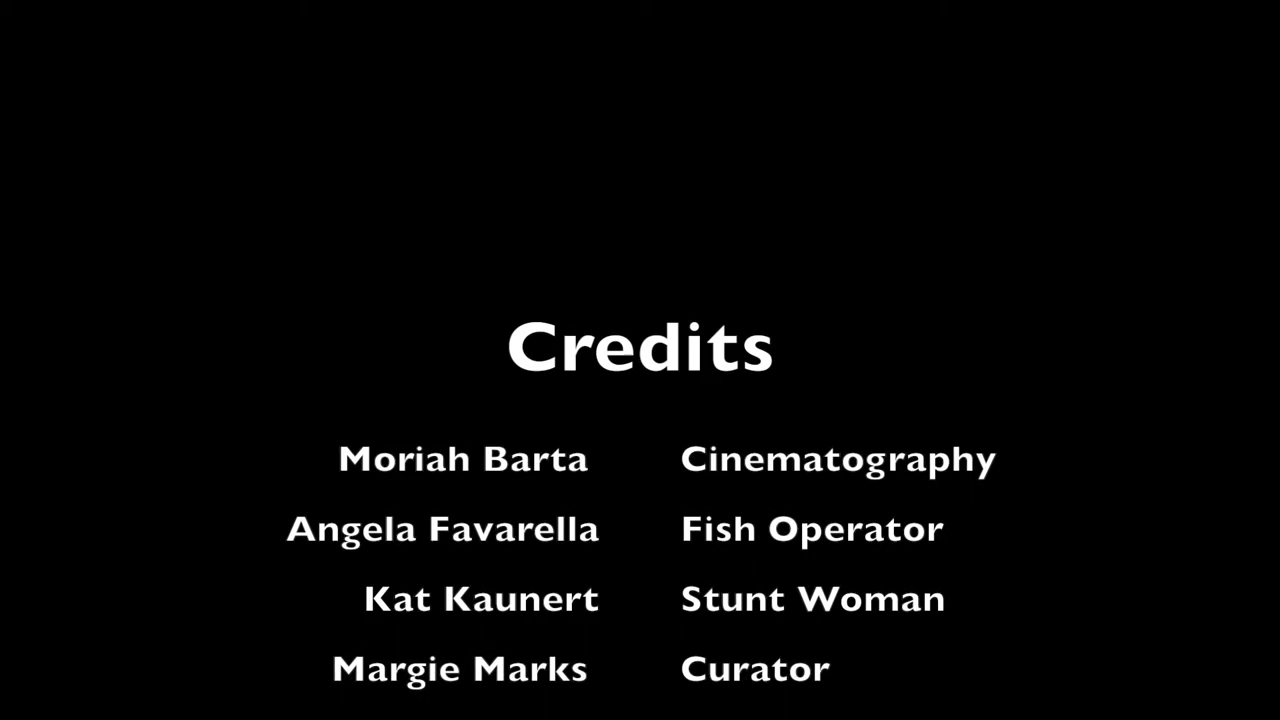 Credits
Moriah Barta Cinematography
Angela Favarella Fish Operator
Kat Kaunert Stunt Woman
Margie Marks Curator